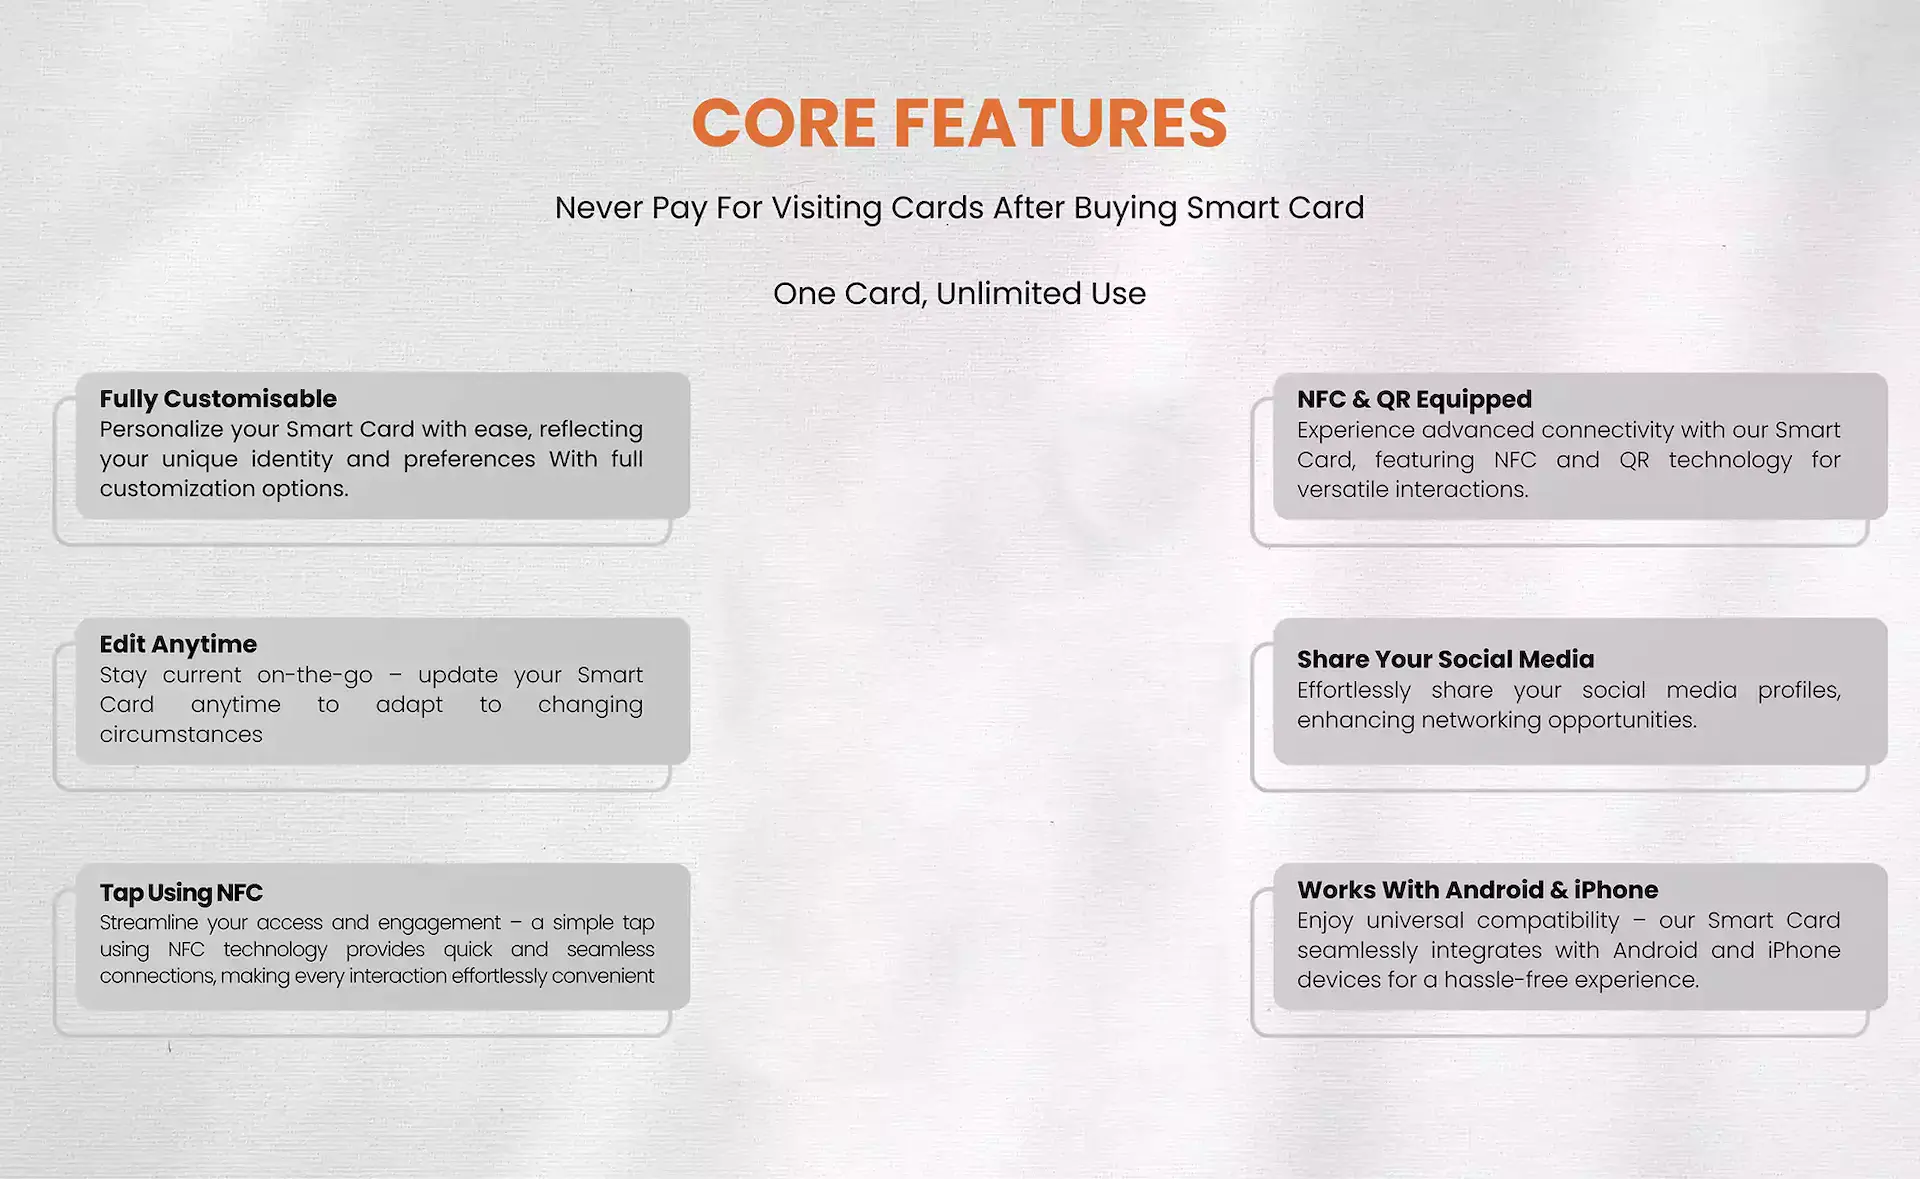 CORE FEATURES
Never Pay For Visiting Cards After Buying Smart Card
One Card, Unlimited Use
Fully Customisable
Personalize your Smart Card with ease, reflecting
your unique identity and preferences With full
customization options.
Edit Anytime
Stay current on-the-go – update your Smart
Card anytime to adapt to changing
circumstances
Tap Using NFC
Streamline your access and engagement – a simple tap
using NFC technology provides quick and seamless
connections, making every interaction effortlessly convenient
NFC & QR Equipped
Experience advanced connectivity with our Smart
Card, featuring NFC and QR technology for
versatile interactions.
Share Your Social Media
Effortlessly share your social media profiles,
enhancing networking opportunities.
Works With Android & iPhone
Enjoy universal compatibility – our Smart Card
seamlessly integrates with Android and iPhone
devices for a hassle-free experience.